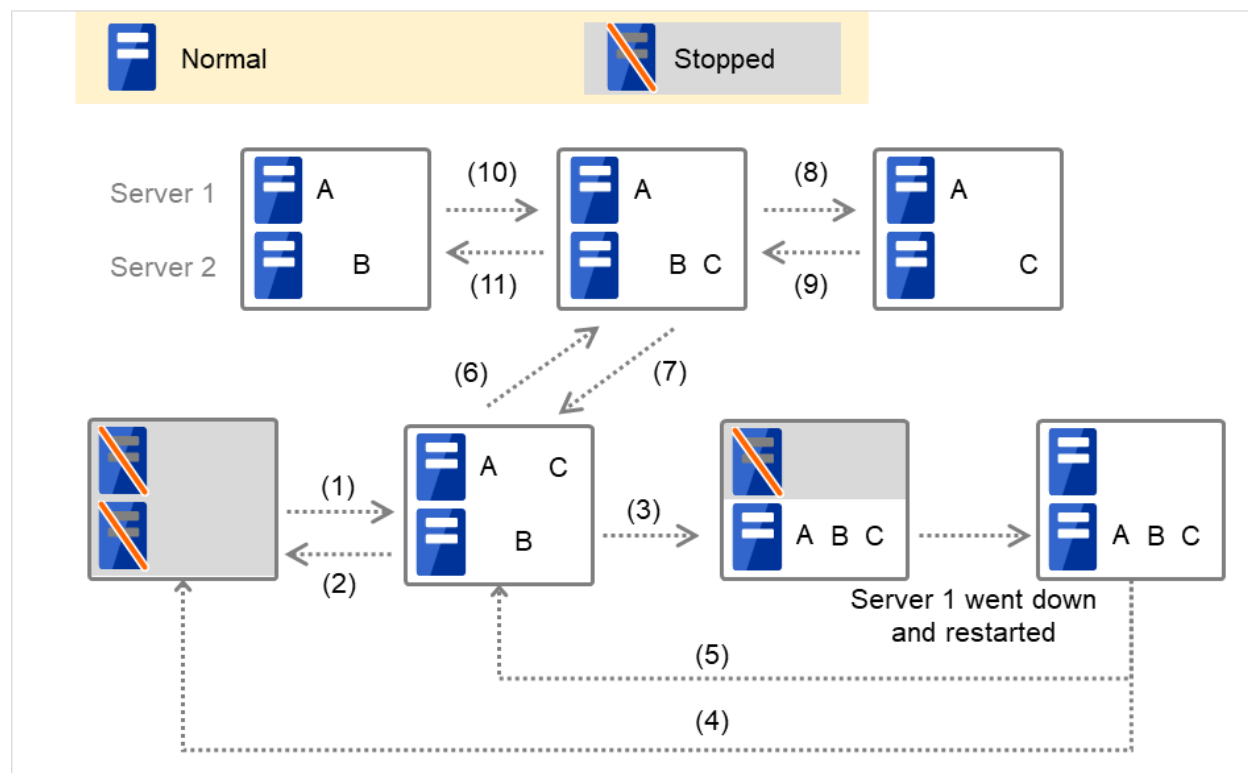 Normal
Stopped
Server 1
A
(10)
A
(8)
A
Server 2
B
(11)
B C
(9)
C
(6)
(7)
(1)
A C
(3)
(2)
B
A B C
A B C
Server 1 went down
and restarted
(5)
(4)